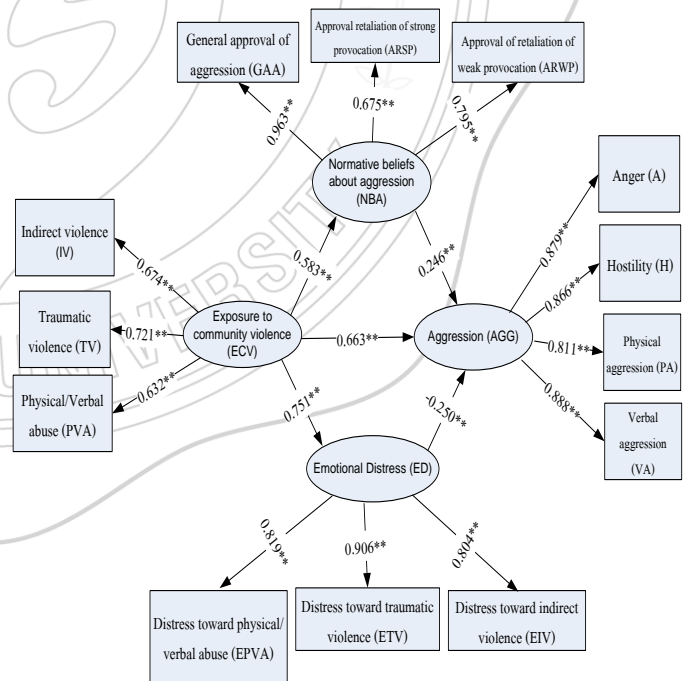 General approval of
aggression (GAA)
Approval retaliation of strong
provocation (ARSP)
Approval of retaliation of
weak provocation (ARWP)
0.963**
0.675**
0.795**
Normative beliefs
about aggression
(NBA)
Anger (A)
Indirect violence
(IV)
0.674**
0.583**
0.246**
0.879**
Hostility (H)
0.866**
Traumatic
violence (TV)
0.721**
Exposure to
community violence
(ECV)
0.663**
Aggression (AGG)
0.811**
Physical
aggression (PA)
Physical/Verbal
abuse (PVA)
0.632**
0.751**
-0.250**
0.888**
Verbal
aggression
(VA)
Emotional Distress (ED)
0.819**
0.906**
0.804**
Distress toward physical/
verbal abuse (EPVA)
Distress toward traumatic
violence (ETV)
Distress toward indirect
violence (EIV)
UNIVERSITI